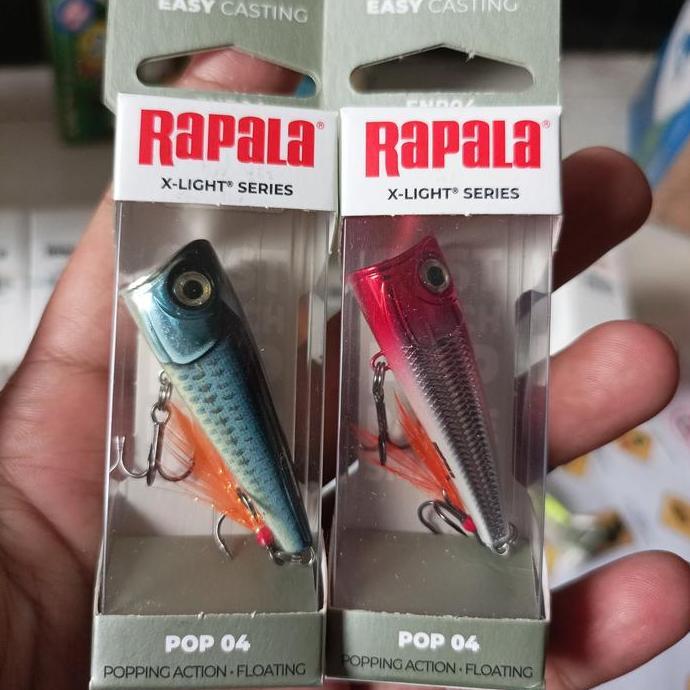 EASY CASTING
RAPALA®
X-LIGHT® SERIES
POP 04
POPPING ACTION • FLOATING
EASY CASTING
RAPALA®
X-LIGHT® SERIES
POP 04
POPPING ACTION • FLOATING